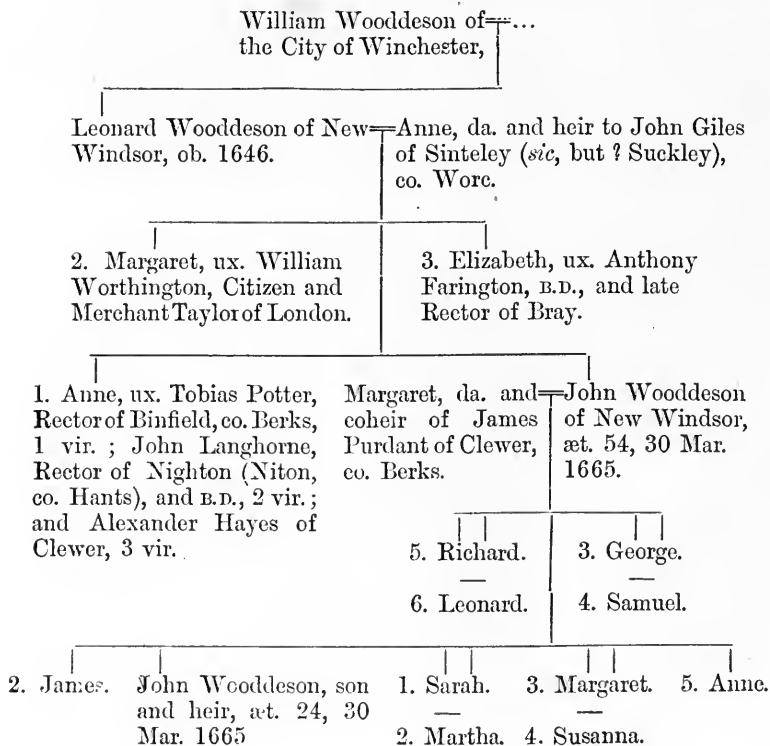 William Wooddeson of=...
the City of Winchester,
Leonard Wooddeson of New
Windsor, ob. 1646.
Anne, da. and heir to John Giles
of Sinteley (sic, but ? Suckley),
co. Worc.
2. Margaret, ux. William
Worthington, Citizen and
Merchant Taylor of London.
3. Elizabeth, ux. Anthony
Farington, B.D., and late
Rector of Bray.
1. Anne, ux. Tobias Potter,
Rector of Binfield, co. Berks,
1 vir. ; John Langhorne,
Rector of Nighton (Niton,
co. Hants), and B.D., 2 vir. ;
and Alexander Hayes of
Clewer, 3 vir.
Margaret, da. and
coheir of James
Purdant of Clewer,
co. Berks.
John Wooddeson
of New Windsor,
æt. 54, 30 Mar.
1665.
5. Richard.
6. Leonard.
3. George.
4. Samuel.
2. James.
John Wooddeson, son
and heir, æt. 24, 30
Mar. 1665
1. Sarah.
2. Martha.
3. Margaret.
4. Susanna.
5. Anne.